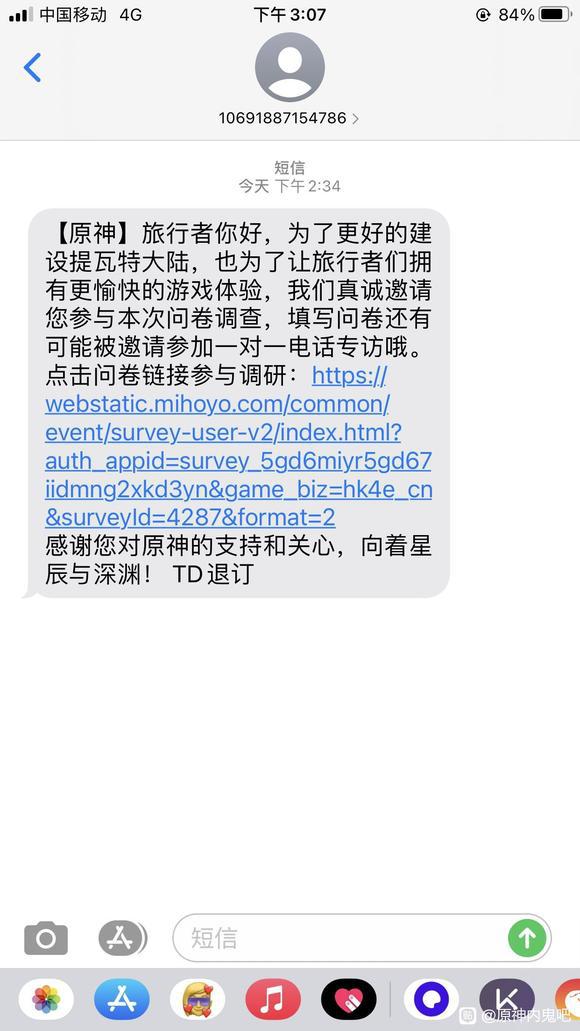 中国移动 4G 下午3:07 84%
10691887154786
短信
今天 下午2:34
【原神】旅行者你好，为了更好的建
设提瓦特大陆，也为了让旅行者们拥
有更愉快的游戏体验，我们真诚邀请
您参与本次问卷调查，填写问卷还有
可能被邀请参加一对一电话专访哦。
点击问卷链接参与调研：https://
webstatic.mihoyo.com/common/
event/survey-user-v2/index.html?
auth_appid=survey_5gd6miyr5gd67
iidmng2xkd3yn&game_biz=hk4e_cn
&surveyId=4287&format=2
感谢您对原神的支持和关心，向着星
辰与深渊！ TD退订
短信
贴 @原神内鬼吧